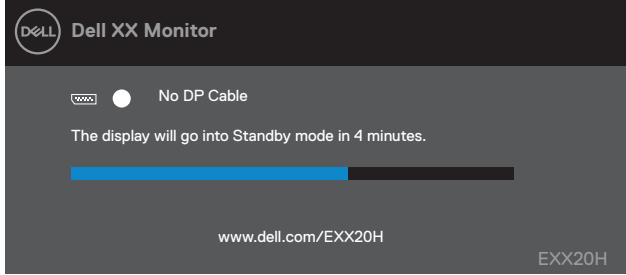 DELL Dell XX Monitor
No DP Cable
The display will go into Standby mode in 4 minutes.
www.dell.com/EXX20H
EXX20H